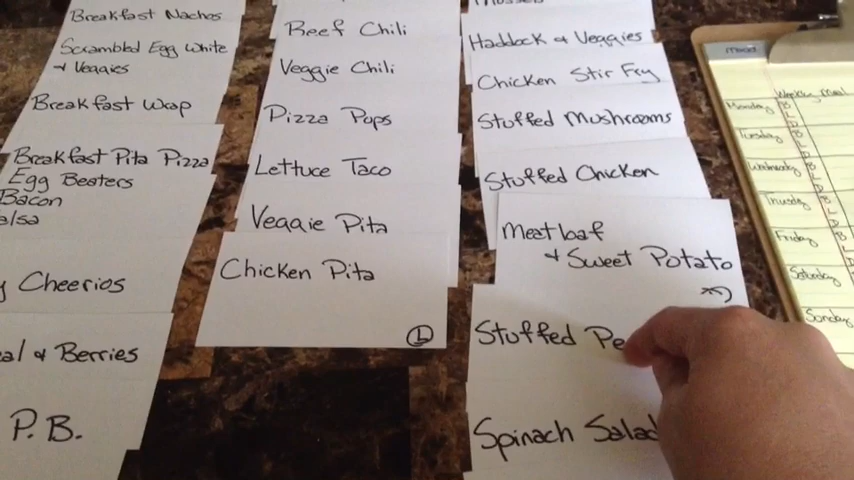 Breakfast Nachos
Scrambled Egg White
& Veggies
Breakfast Wrap
Breakfast Pita Pizza
Egg Beaters
Bacon
Cheerios
& Berries
P.B.
Beef Chili
Veggie Chili
Pizza Pops
Lettuce Taco
Veggie Pita
Chicken Pita
L
Haddock & Veggies
Chicken Stir Fry
Stuffed Mushrooms
Stuffed Chicken
Meatloaf
& Sweet Potato
Stuffed Pe
Spinach Salad
Weekly Meal
Monday B
L
D
Tuesday B
L
D
Wednesday B
L
D
Thursday B
L
D
Friday B
L
D
Saturday
Sunday